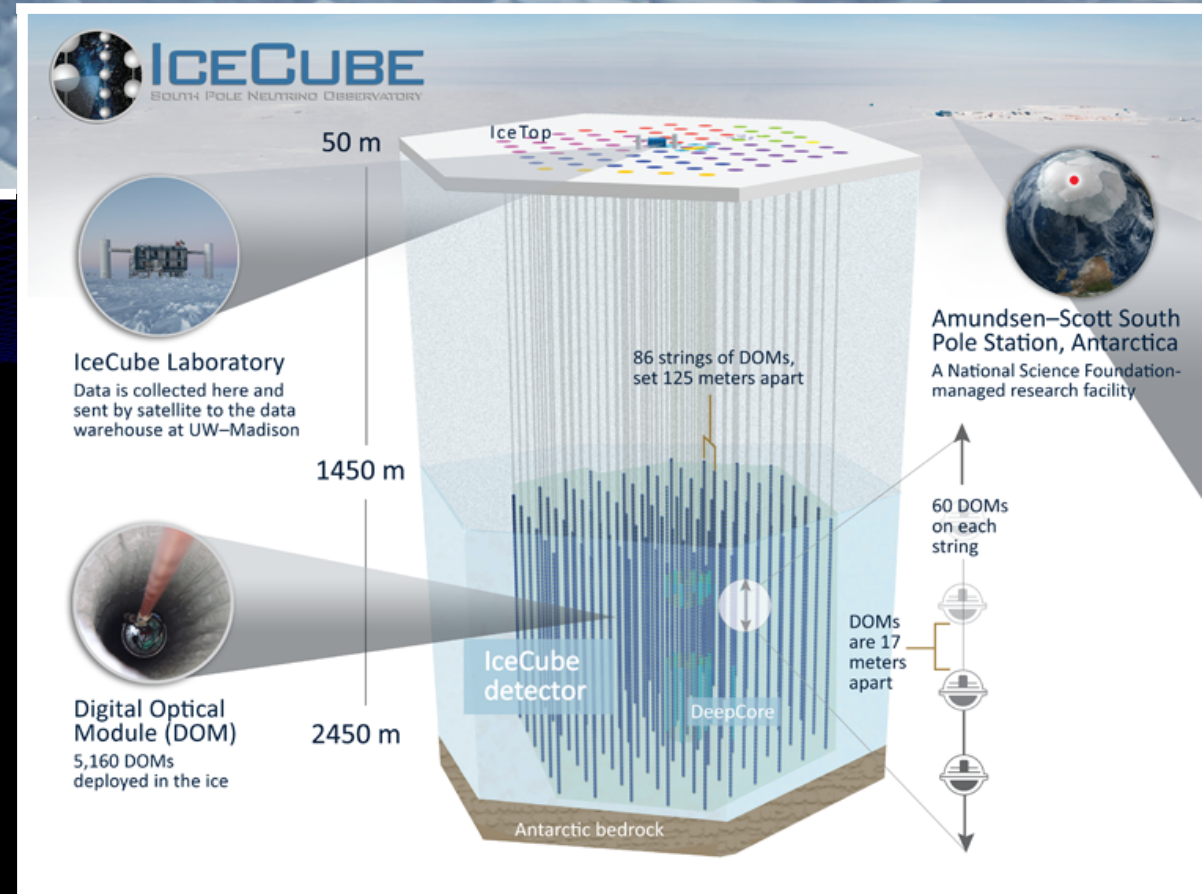 ICECUBE
SOUTH POLE NEUTRINO OBSERVATORY
50 m
IceTop
IceCube Laboratory
Data is collected here and
sent by satellite to the data
warehouse at UW–Madison
86 strings of DOMs,
set 125 meters apart
Amundsen–Scott South
Pole Station, Antarctica
A National Science Foundation-
managed research facility
1450 m
60 DOMs
on each
string
DOMs
are 17
meters
apart
IceCube
detector
DeepCore
Digital Optical
Module (DOM)
5,160 DOMs
deployed in the ice
2450 m
Antarctic bedrock